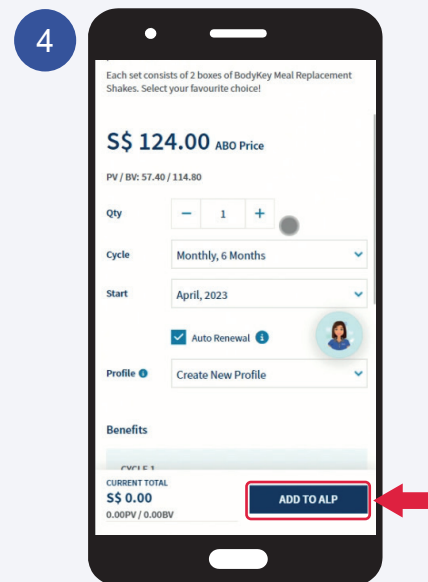 4
Each set consists of 2 boxes of BodyKey Meal Replacement
Shakes. Select your favourite choice!
S$ 124.00 ABO Price
PV / BV: 57.40 / 114.80
Qty − 1 +
Cycle Monthly, 6 Months
Start April, 2023
Auto Renewal i
Profile i Create New Profile
Benefits
CYCLE 1
CURRENT TOTAL
S$ 0.00
0.00PV / 0.00BV
ADD TO ALP